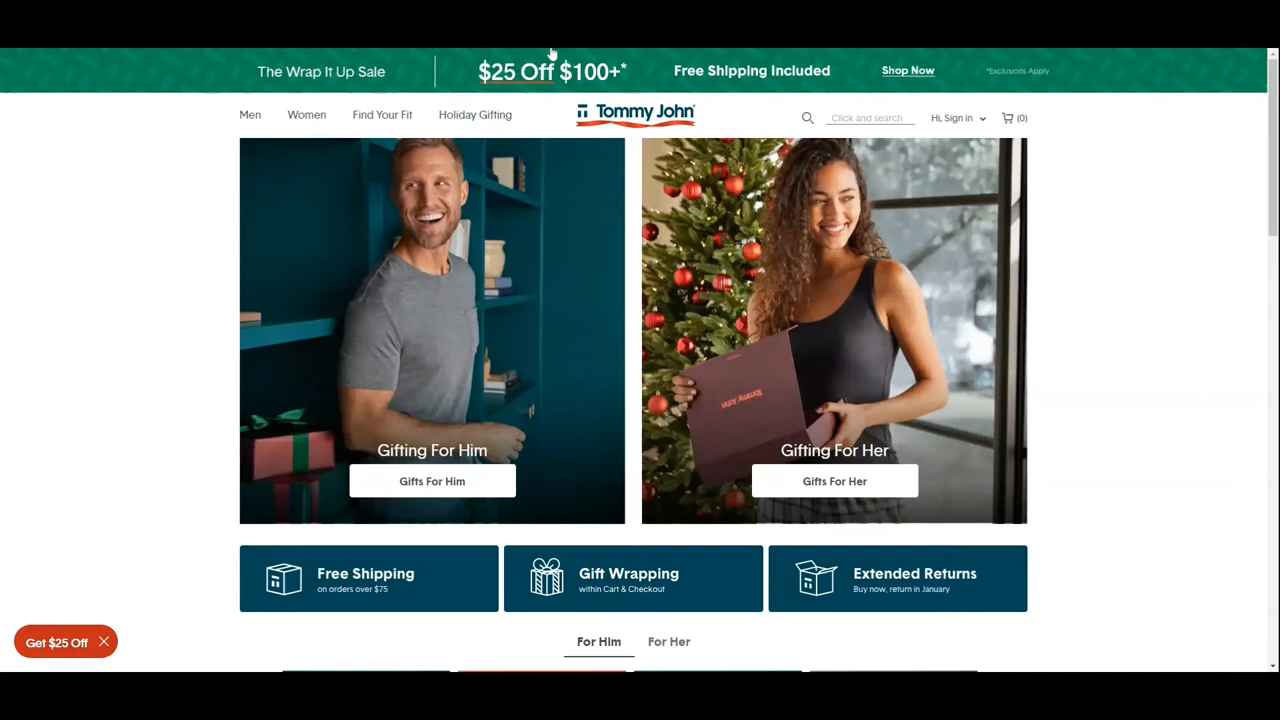 The Wrap It Up Sale
$25 Off $100+*
Free Shipping Included
Shop Now
*Exclusions Apply
Men
Women
Find Your Fit
Holiday Gifting
Tommy John
Click and search
Hi, Sign in
(0)
Tommy John
Gifting For Him
Gifts For Him
Gifting For Her
Gifts For Her
Free Shipping
on orders over $75
Gift Wrapping
within Cart & Checkout
Extended Returns
Buy now, return in January
Get $25 Off
For Him
For Her